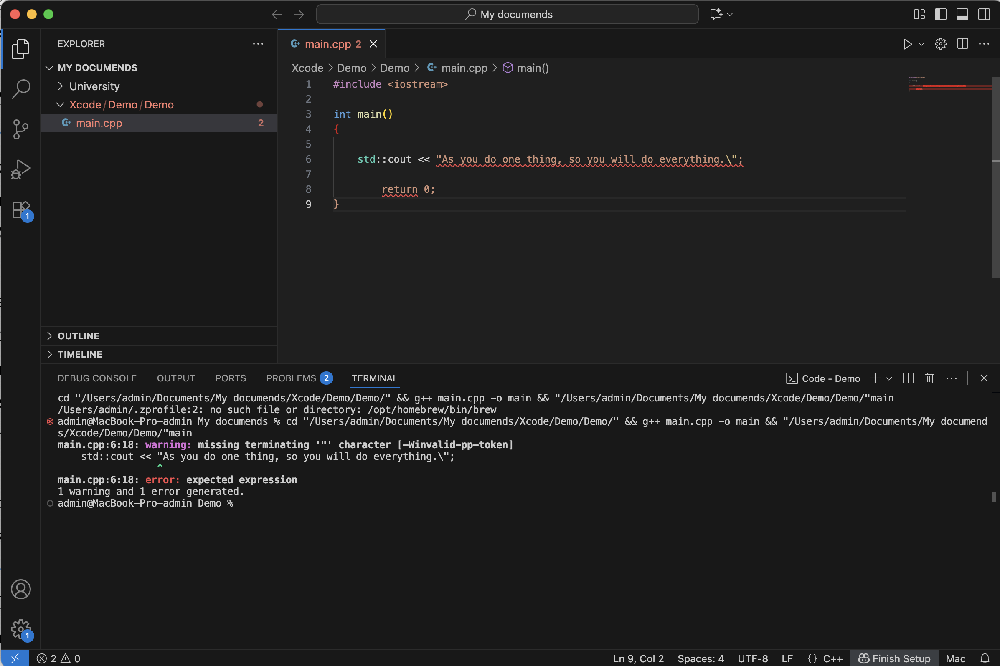 My documends
EXPLORER
MY DOCUMENDS
University
Xcode/Demo/Demo
main.cpp 2
OUTLINE
TIMELINE
main.cpp 2
Xcode > Demo > Demo > main.cpp > main()
1 #include <iostream>
2
3 int main()
4 {
5
6 std::cout << "As you do one thing, so you will do everything.\";
7
8 return 0;
9 }
DEBUG CONSOLE OUTPUT PORTS PROBLEMS 2 TERMINAL
Code - Demo
cd "/Users/admin/Documents/My documends/Xcode/Demo/Demo/" && g++ main.cpp -o main && "/Users/admin/Documents/My documends/Xcode/Demo/Demo/"main
/Users/admin/.zprofile:2: no such file or directory: /opt/homebrew/bin/brew
admin@MacBook-Pro-admin My documends % cd "/Users/admin/Documents/My documends/Xcode/Demo/Demo/" && g++ main.cpp -o main && "/Users/admin/Documents/My documend
s/Xcode/Demo/Demo/"main
main.cpp:6:18: warning: missing terminating '"' character [-Winvalid-pp-token]
std::cout << "As you do one thing, so you will do everything.\";
^
main.cpp:6:18: error: expected expression
1 warning and 1 error generated.
admin@MacBook-Pro-admin Demo %
1
1
2 0
Ln 9, Col 2 Spaces: 4 UTF-8 LF {} C++ Finish Setup Mac